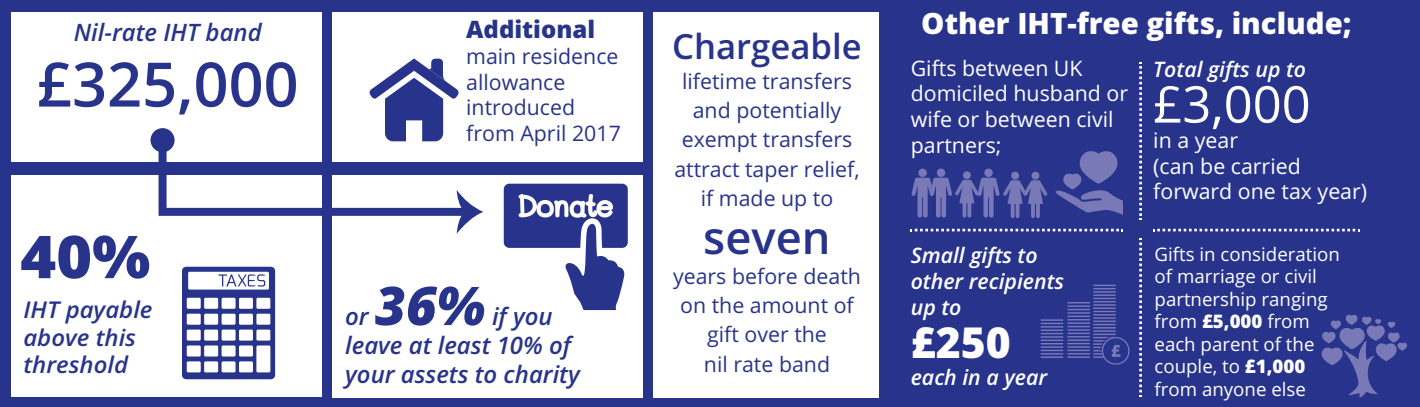 Nil-rate IHT band
£325,000
Additional
main residence
allowance
introduced
from April 2017
40%
IHT payable
above this
threshold
TAXES
Donate
or 36% if you
leave at least 10% of
your assets to charity
Chargeable
lifetime transfers
and potentially
exempt transfers
attract taper relief,
if made up to
seven
years before death
on the amount of
gift over the
nil rate band
Other IHT-free gifts, include;
Gifts between UK
domiciled husband or
wife or between civil
partners;
Total gifts up to
£3,000
in a year
(can be carried
forward one tax year)
Small gifts to
other recipients
up to
£250
each in a year
£
Gifts in consideration
of marriage or civil
partnership ranging
from £5,000 from
each parent of the
couple, to £1,000
from anyone else